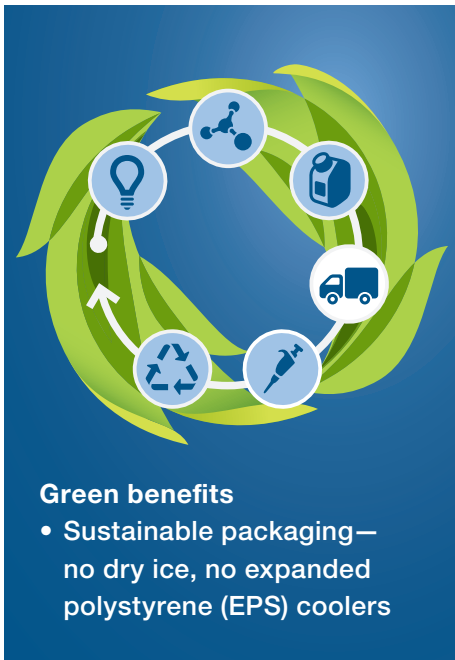 Green benefits
• Sustainable packaging—
no dry ice, no expanded
polystyrene (EPS) coolers